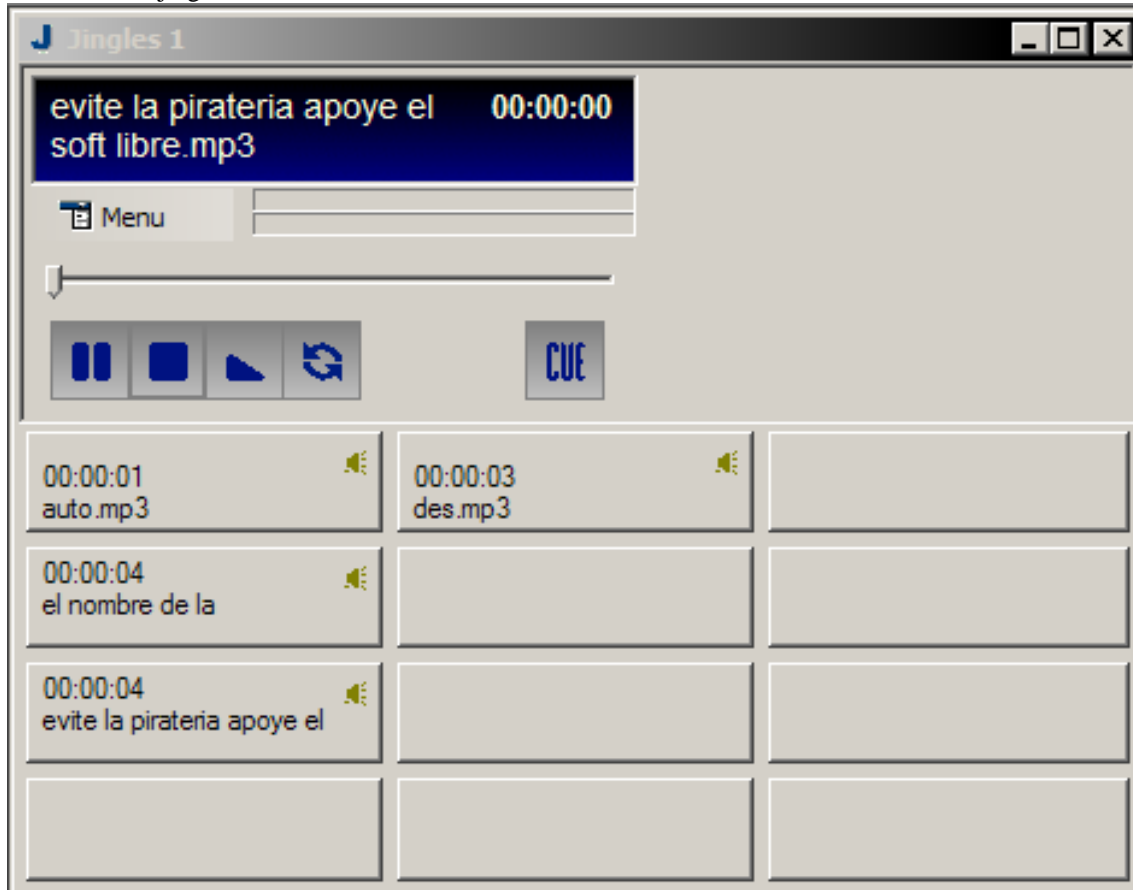 Jingles 1
evite la pirateria apoye el 00:00:00
soft libre.mp3
Menu
CUE
00:00:01
auto.mp3
00:00:03
des.mp3
00:00:04
el nombre de la
00:00:04
evite la pirateria apoye el